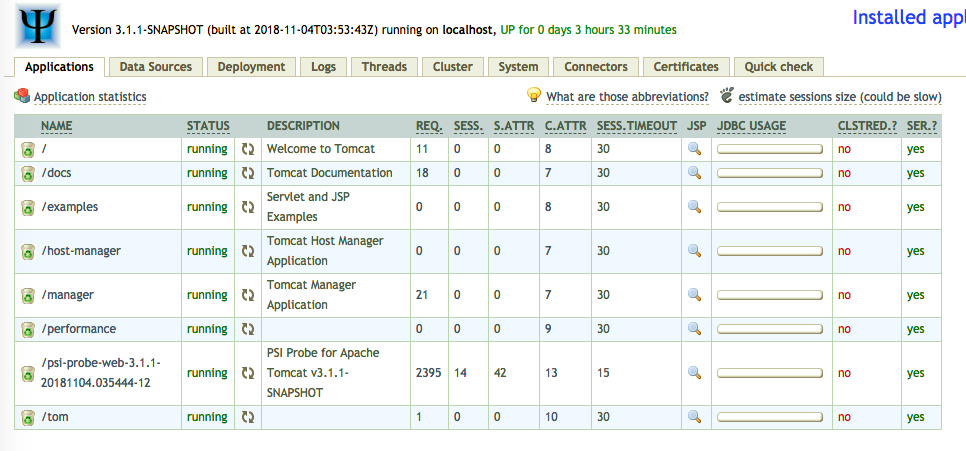 Installed appl
Version 3.1.1-SNAPSHOT (built at 2018-11-04T03:53:43Z) running on localhost, UP for 0 days 3 hours 33 minutes
Applications Data Sources Deployment Logs Threads Cluster System Connectors Certificates Quick check
Application statistics What are those abbreviations? estimate sessions size (could be slow)
NAME STATUS DESCRIPTION REQ. SESS. S.ATTR C.ATTR SESS.TIMEOUT JSP JDBC USAGE CLSTRED.? SER.?
/ running Welcome to Tomcat 11 0 0 8 30 no yes
/docs running Tomcat Documentation 18 0 0 7 30 no yes
/examples running Servlet and JSP
Examples 0 0 0 8 30 no yes
/host-manager running Tomcat Host Manager
Application 0 0 0 7 30 no yes
/manager running Tomcat Manager
Application 21 0 0 7 30 no yes
/performance running 0 0 0 9 30 no yes
/psi-probe-web-3.1.1-
20181104.035444-12 running PSI Probe for Apache
Tomcat v3.1.1-
SNAPSHOT 2395 14 42 13 15 no yes
/tom running 1 0 0 10 30 no yes